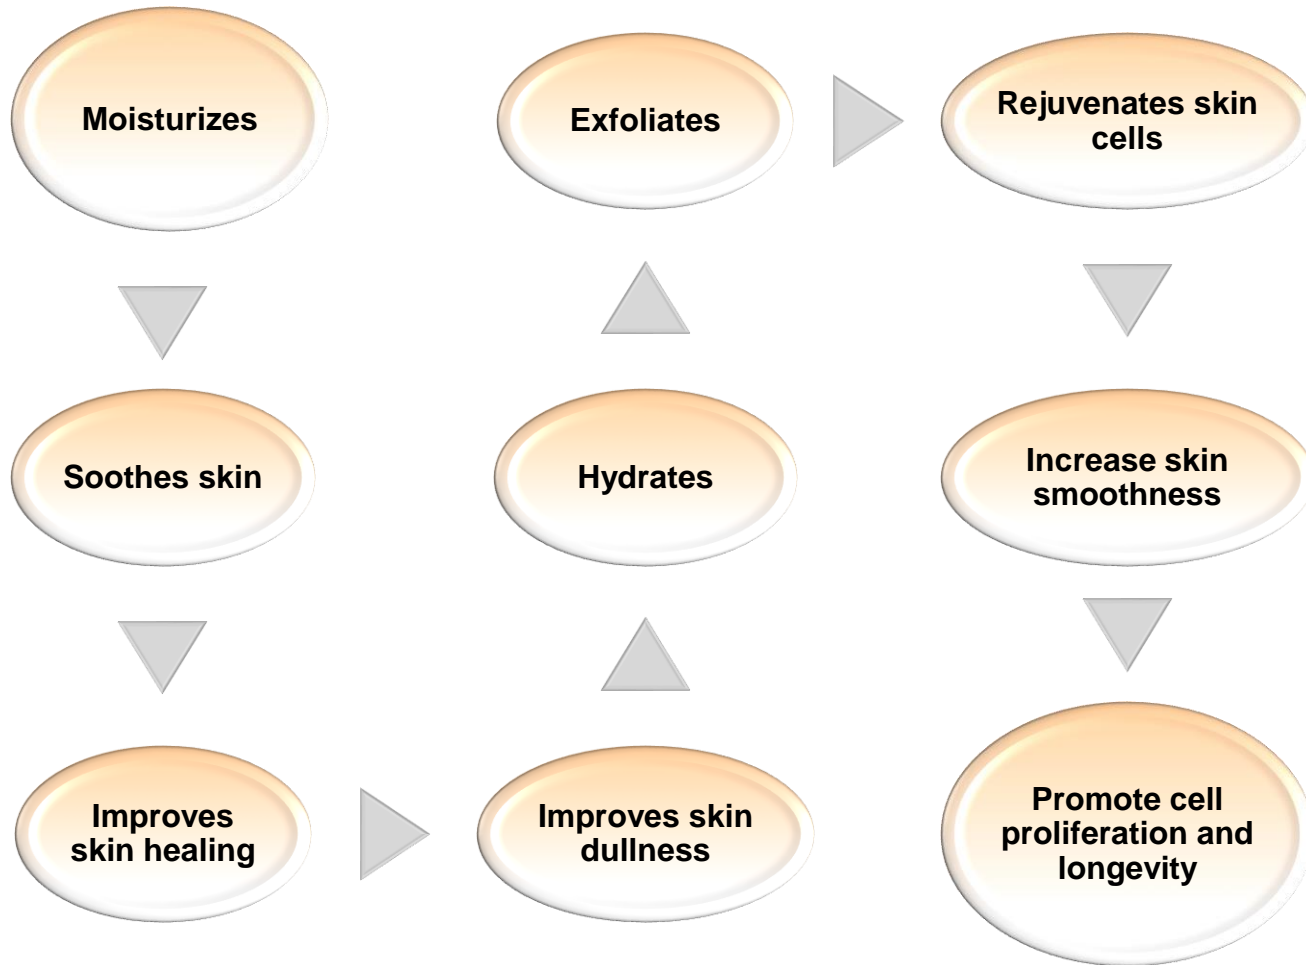 Moisturizes
Soothes skin
Improves
skin healing
Improves skin
dullness
Hydrates
Exfoliates
Rejuvenates skin
cells
Increase skin
smoothness
Promote cell
proliferation and
longevity